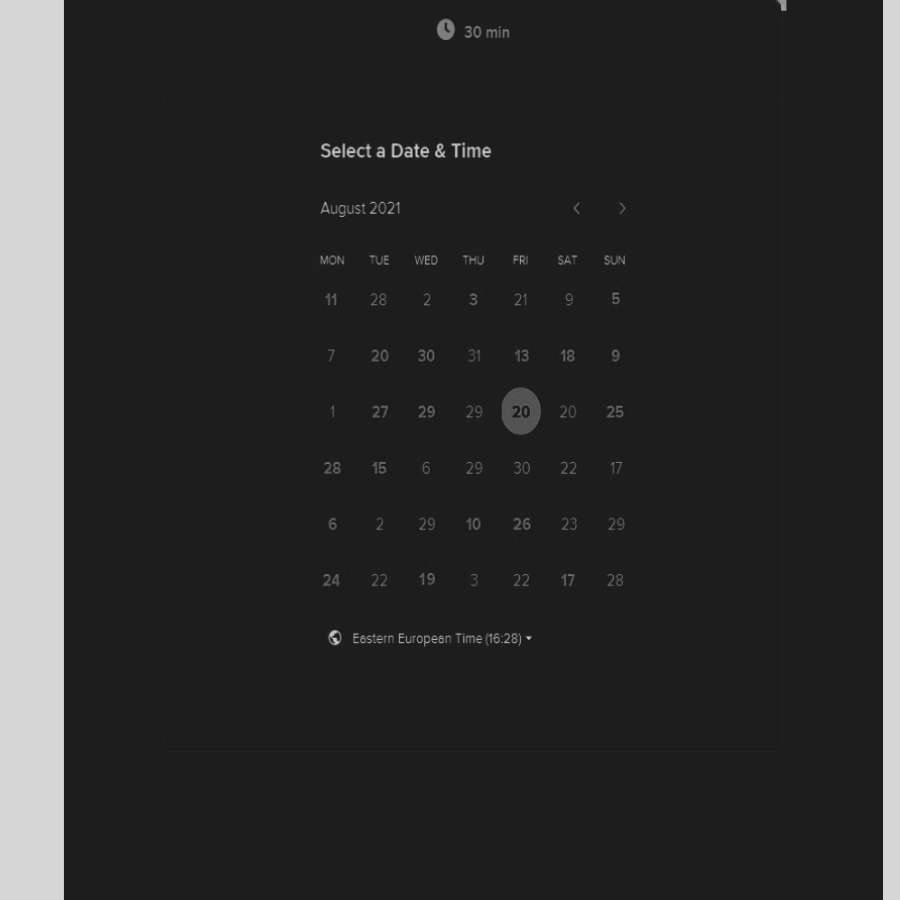 30 min
Select a Date & Time
August 2021
MON TUE WED THU FRI SAT SUN
11 28 2 3 21 9 5
7 20 30 31 13 18 9
1 27 29 29 20 20 25
28 15 6 29 30 22 17
6 2 29 10 26 23 29
24 22 19 3 22 17 28
Eastern European Time (16:28)